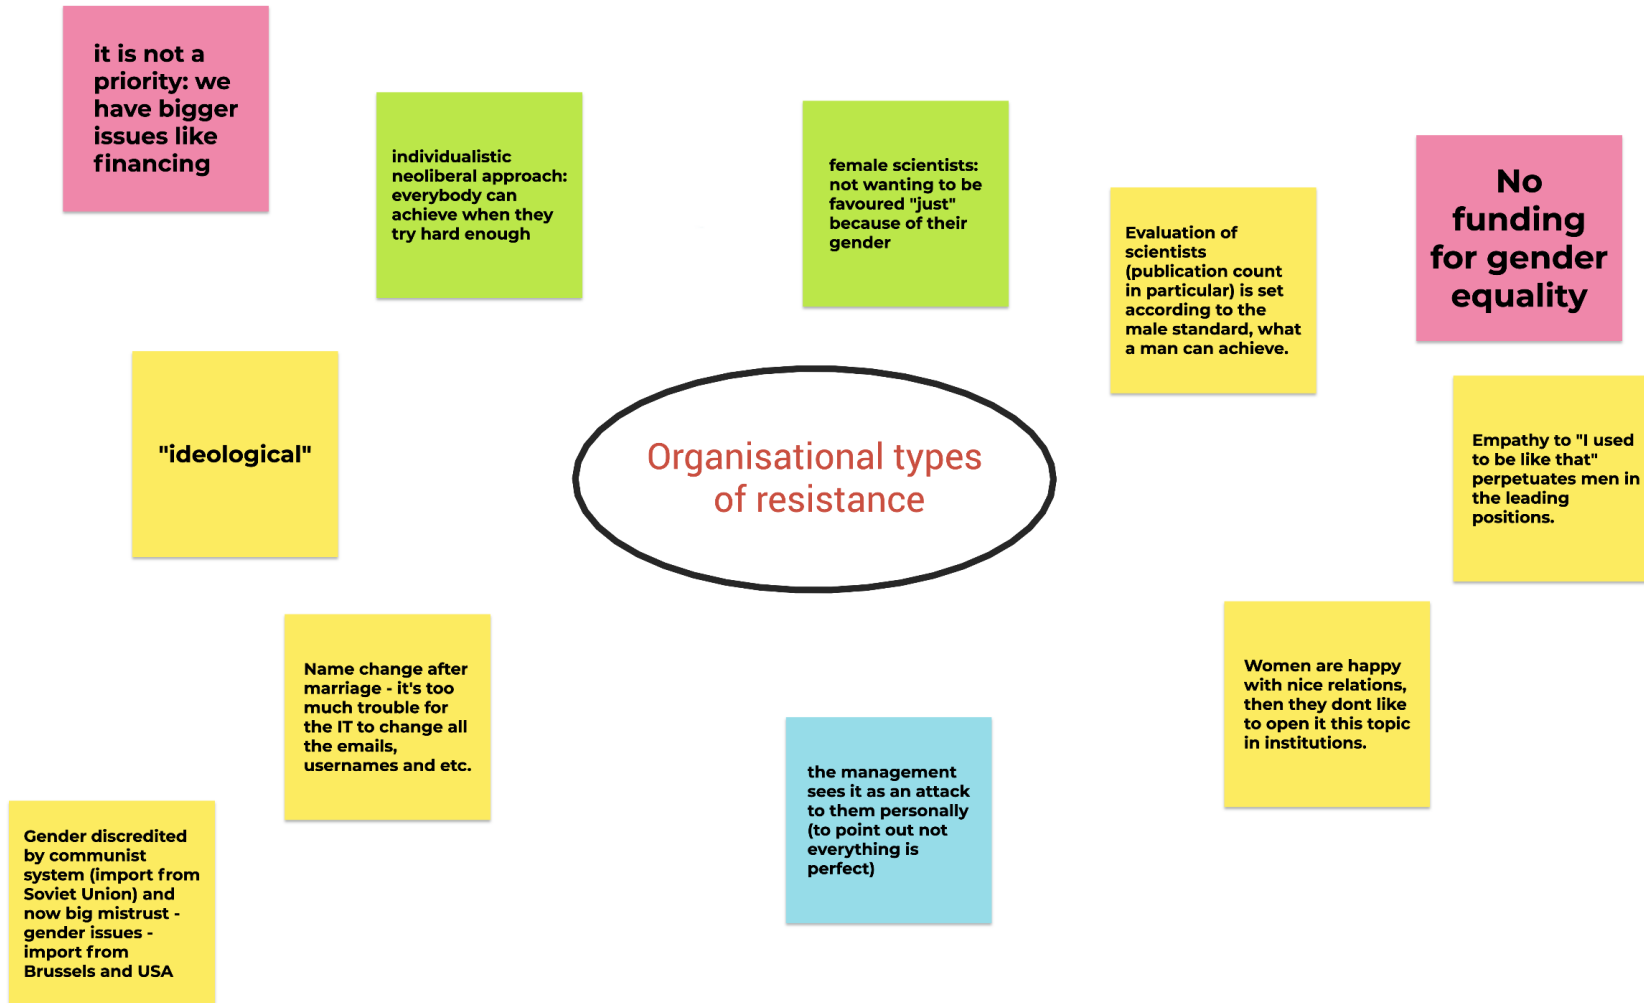 it is not a
priority: we
have bigger
issues like
financing
individualistic
neoliberal approach:
everybody can
achieve when they
try hard enough
female scientists:
not wanting to be
favoured "just"
because of their
gender
Evaluation of
scientists
(publication count
in particular) is set
according to the
male standard, what
a man can achieve.
No
funding
for gender
equality
"ideological"
Organisational types
of resistance
Empathy to "I used
to be like that"
perpetuates men in
the leading
positions.
Name change after
marriage - it's too
much trouble for
the IT to change all
the emails,
usernames and etc.
Women are happy
with nice relations,
then they dont like
to open it this topic
in institutions.
the management
sees it as an attack
to them personally
(to point out not
everything is
perfect)
Gender discredited
by communist
system (import from
Soviet Union) and
now big mistrust -
gender issues -
import from
Brussels and USA